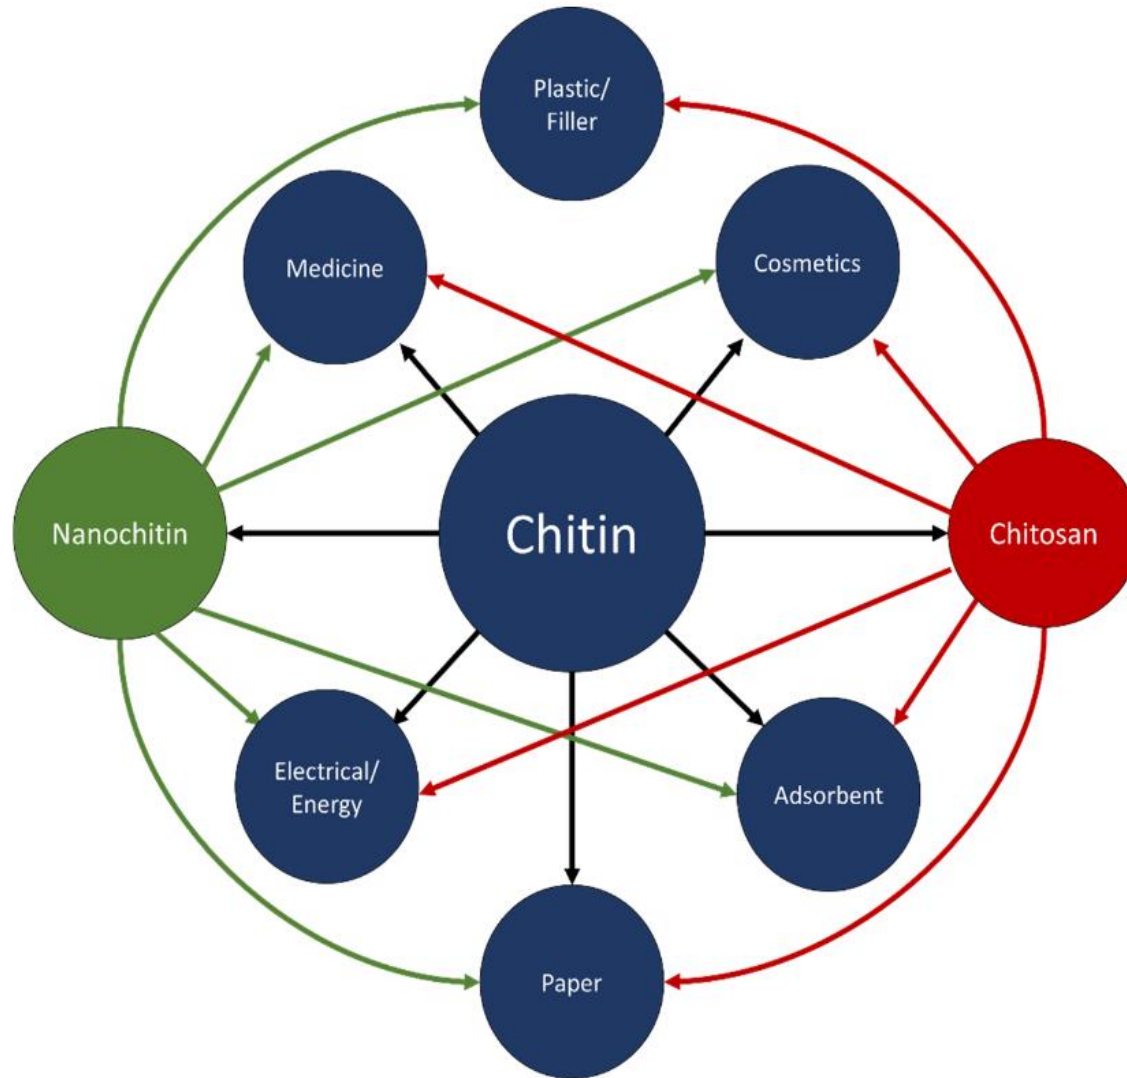 Plastic/
Filler
Medicine
Cosmetics
Nanochitin
Chitin
Chitosan
Electrical/
Energy
Adsorbent
Paper